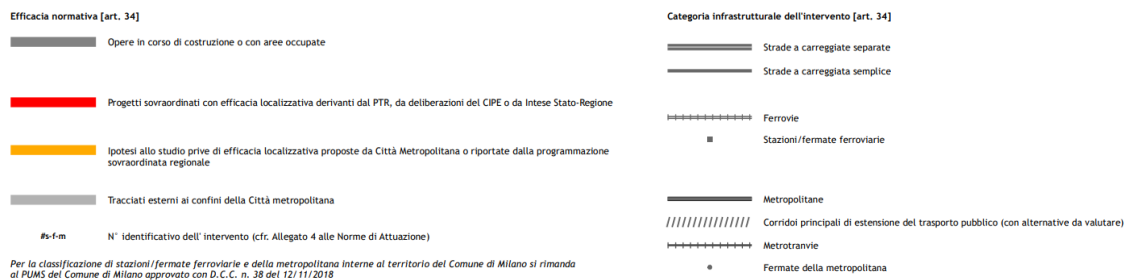 Efficacia normativa [art. 34]
Opere in corso di costruzione o con aree occupate
Progetti sovraordinati con efficacia localizzativa derivanti dal PTR, da deliberazioni del CIPE o da Intese Stato-Regione
Ipotesi allo studio prive di efficacia localizzativa proposte da Città Metropolitana o riportate dalla programmazione
sovraordinata regionale
Tracciati esterni ai confini della Città metropolitana
#s-f-m N° identificativo dell' intervento (cfr. Allegato 4 alle Norme di Attuazione)
Per la classificazione di stazioni/fermate ferroviarie e della metropolitana interne al territorio del Comune di Milano si rimanda
al PUMS del Comune di Milano approvato con D.C.C. n. 38 del 12/11/2018
Categoria infrastrutturale dell'intervento [art. 34]
Strade a carreggiate separate
Strade a carreggiata semplice
Ferrovie
Stazioni/fermate ferroviarie
Metropolitane
Corridoi principali di estensione del trasporto pubblico (con alternative da valutare)
Metrotranvie
Fermate della metropolitana